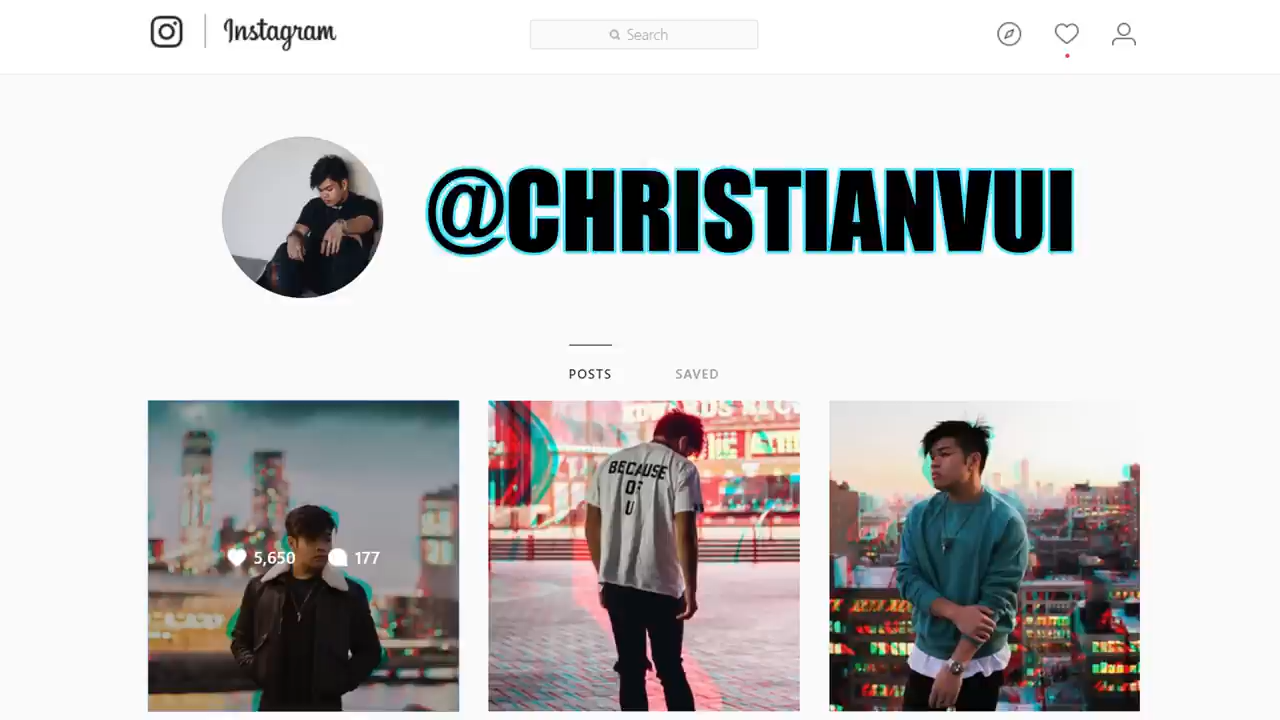 Instagram
Search
@CHRISTIANVUI
POSTS SAVED
5,650 177
BECAUSE
OF
U